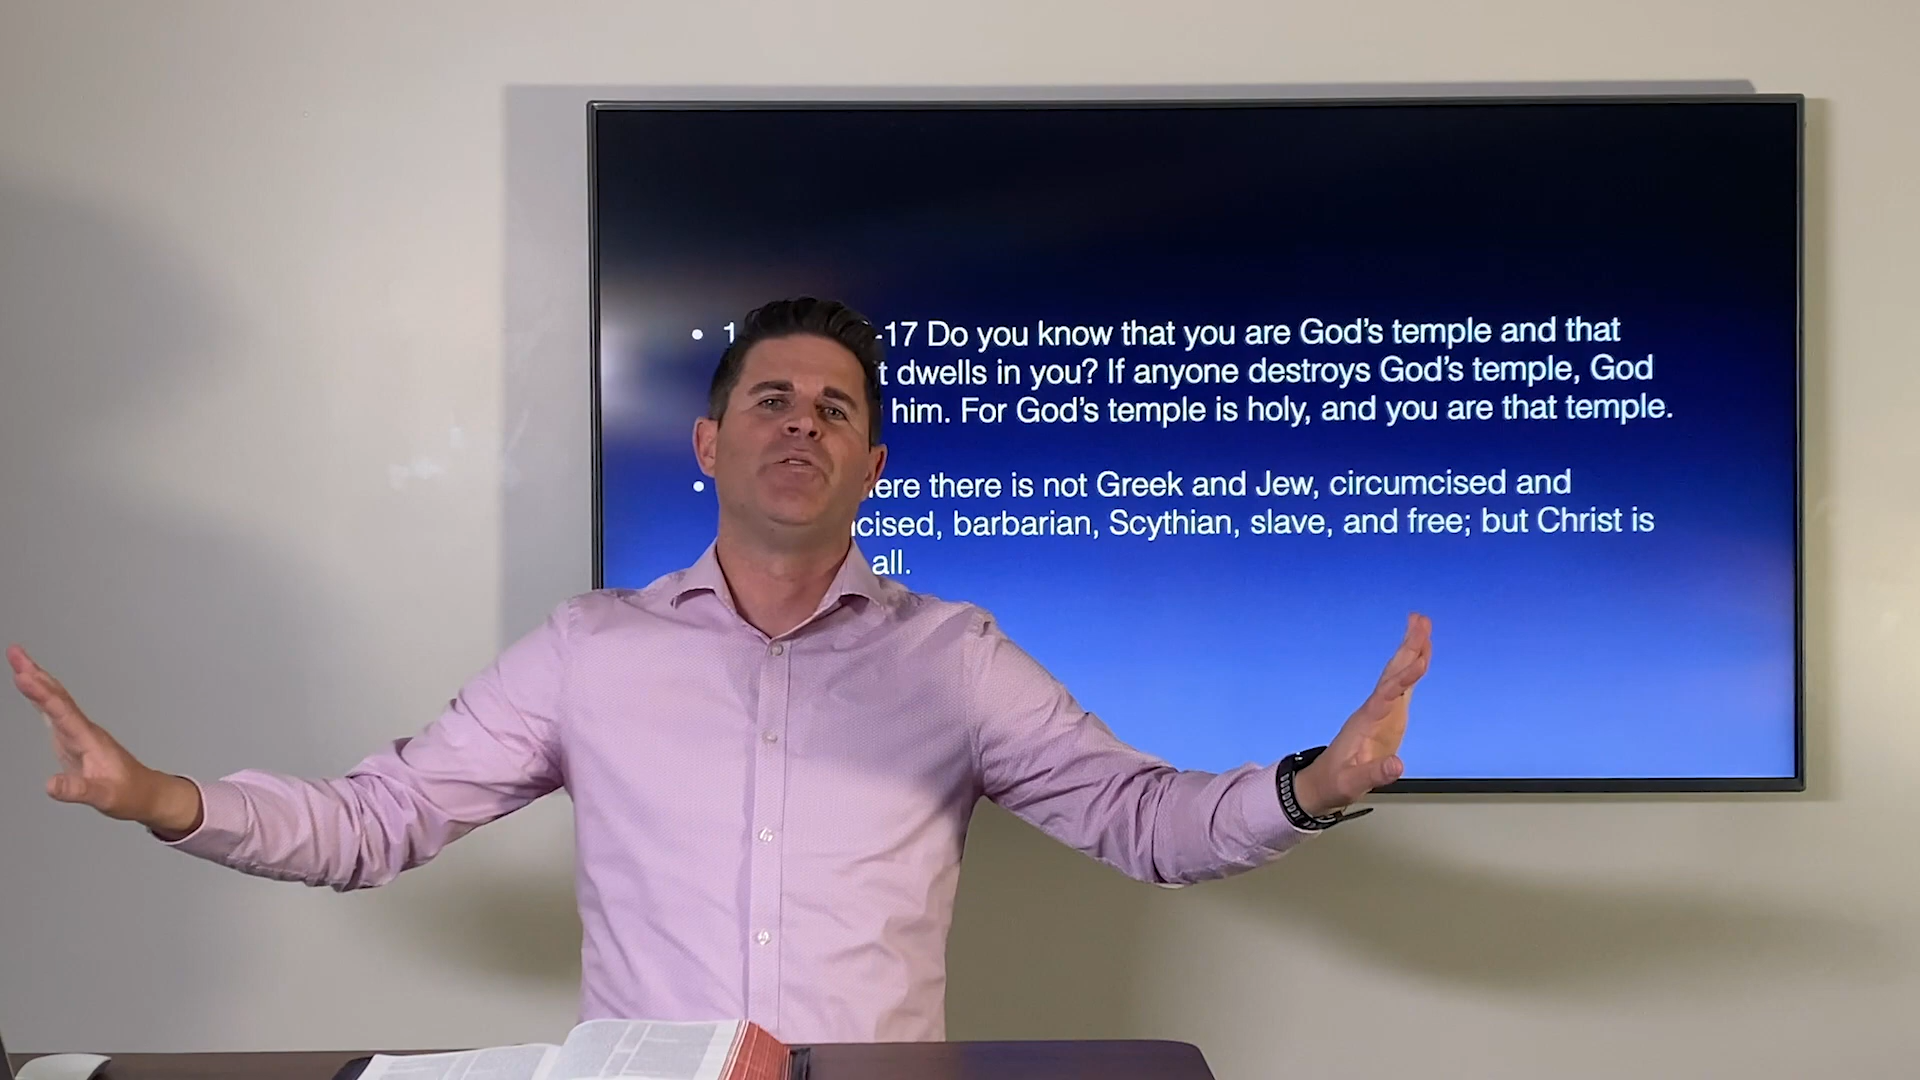 • 1 -17 Do you know that you are God's temple and that
dwells in you? If anyone destroys God's temple, God
him. For God's temple is holy, and you are that temple.
• there is not Greek and Jew, circumcised and
barbarian, Scythian, slave, and free; but Christ is
all.